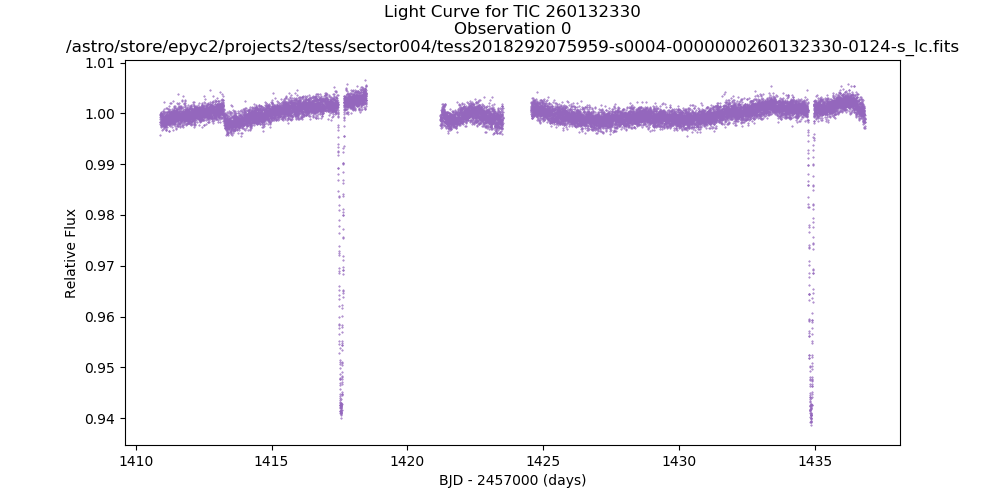 Light Curve for TIC 260132330
Observation 0
/astro/store/epyc2/projects2/tess/sector004/tess2018292075959-s0004-0000000260132330-0124-s_lc.fits
1.01
1.00
0.99
0.98
0.97
0.96
0.95
0.94
Relative Flux
1410 1415 1420 1425 1430 1435
BJD - 2457000 (days)